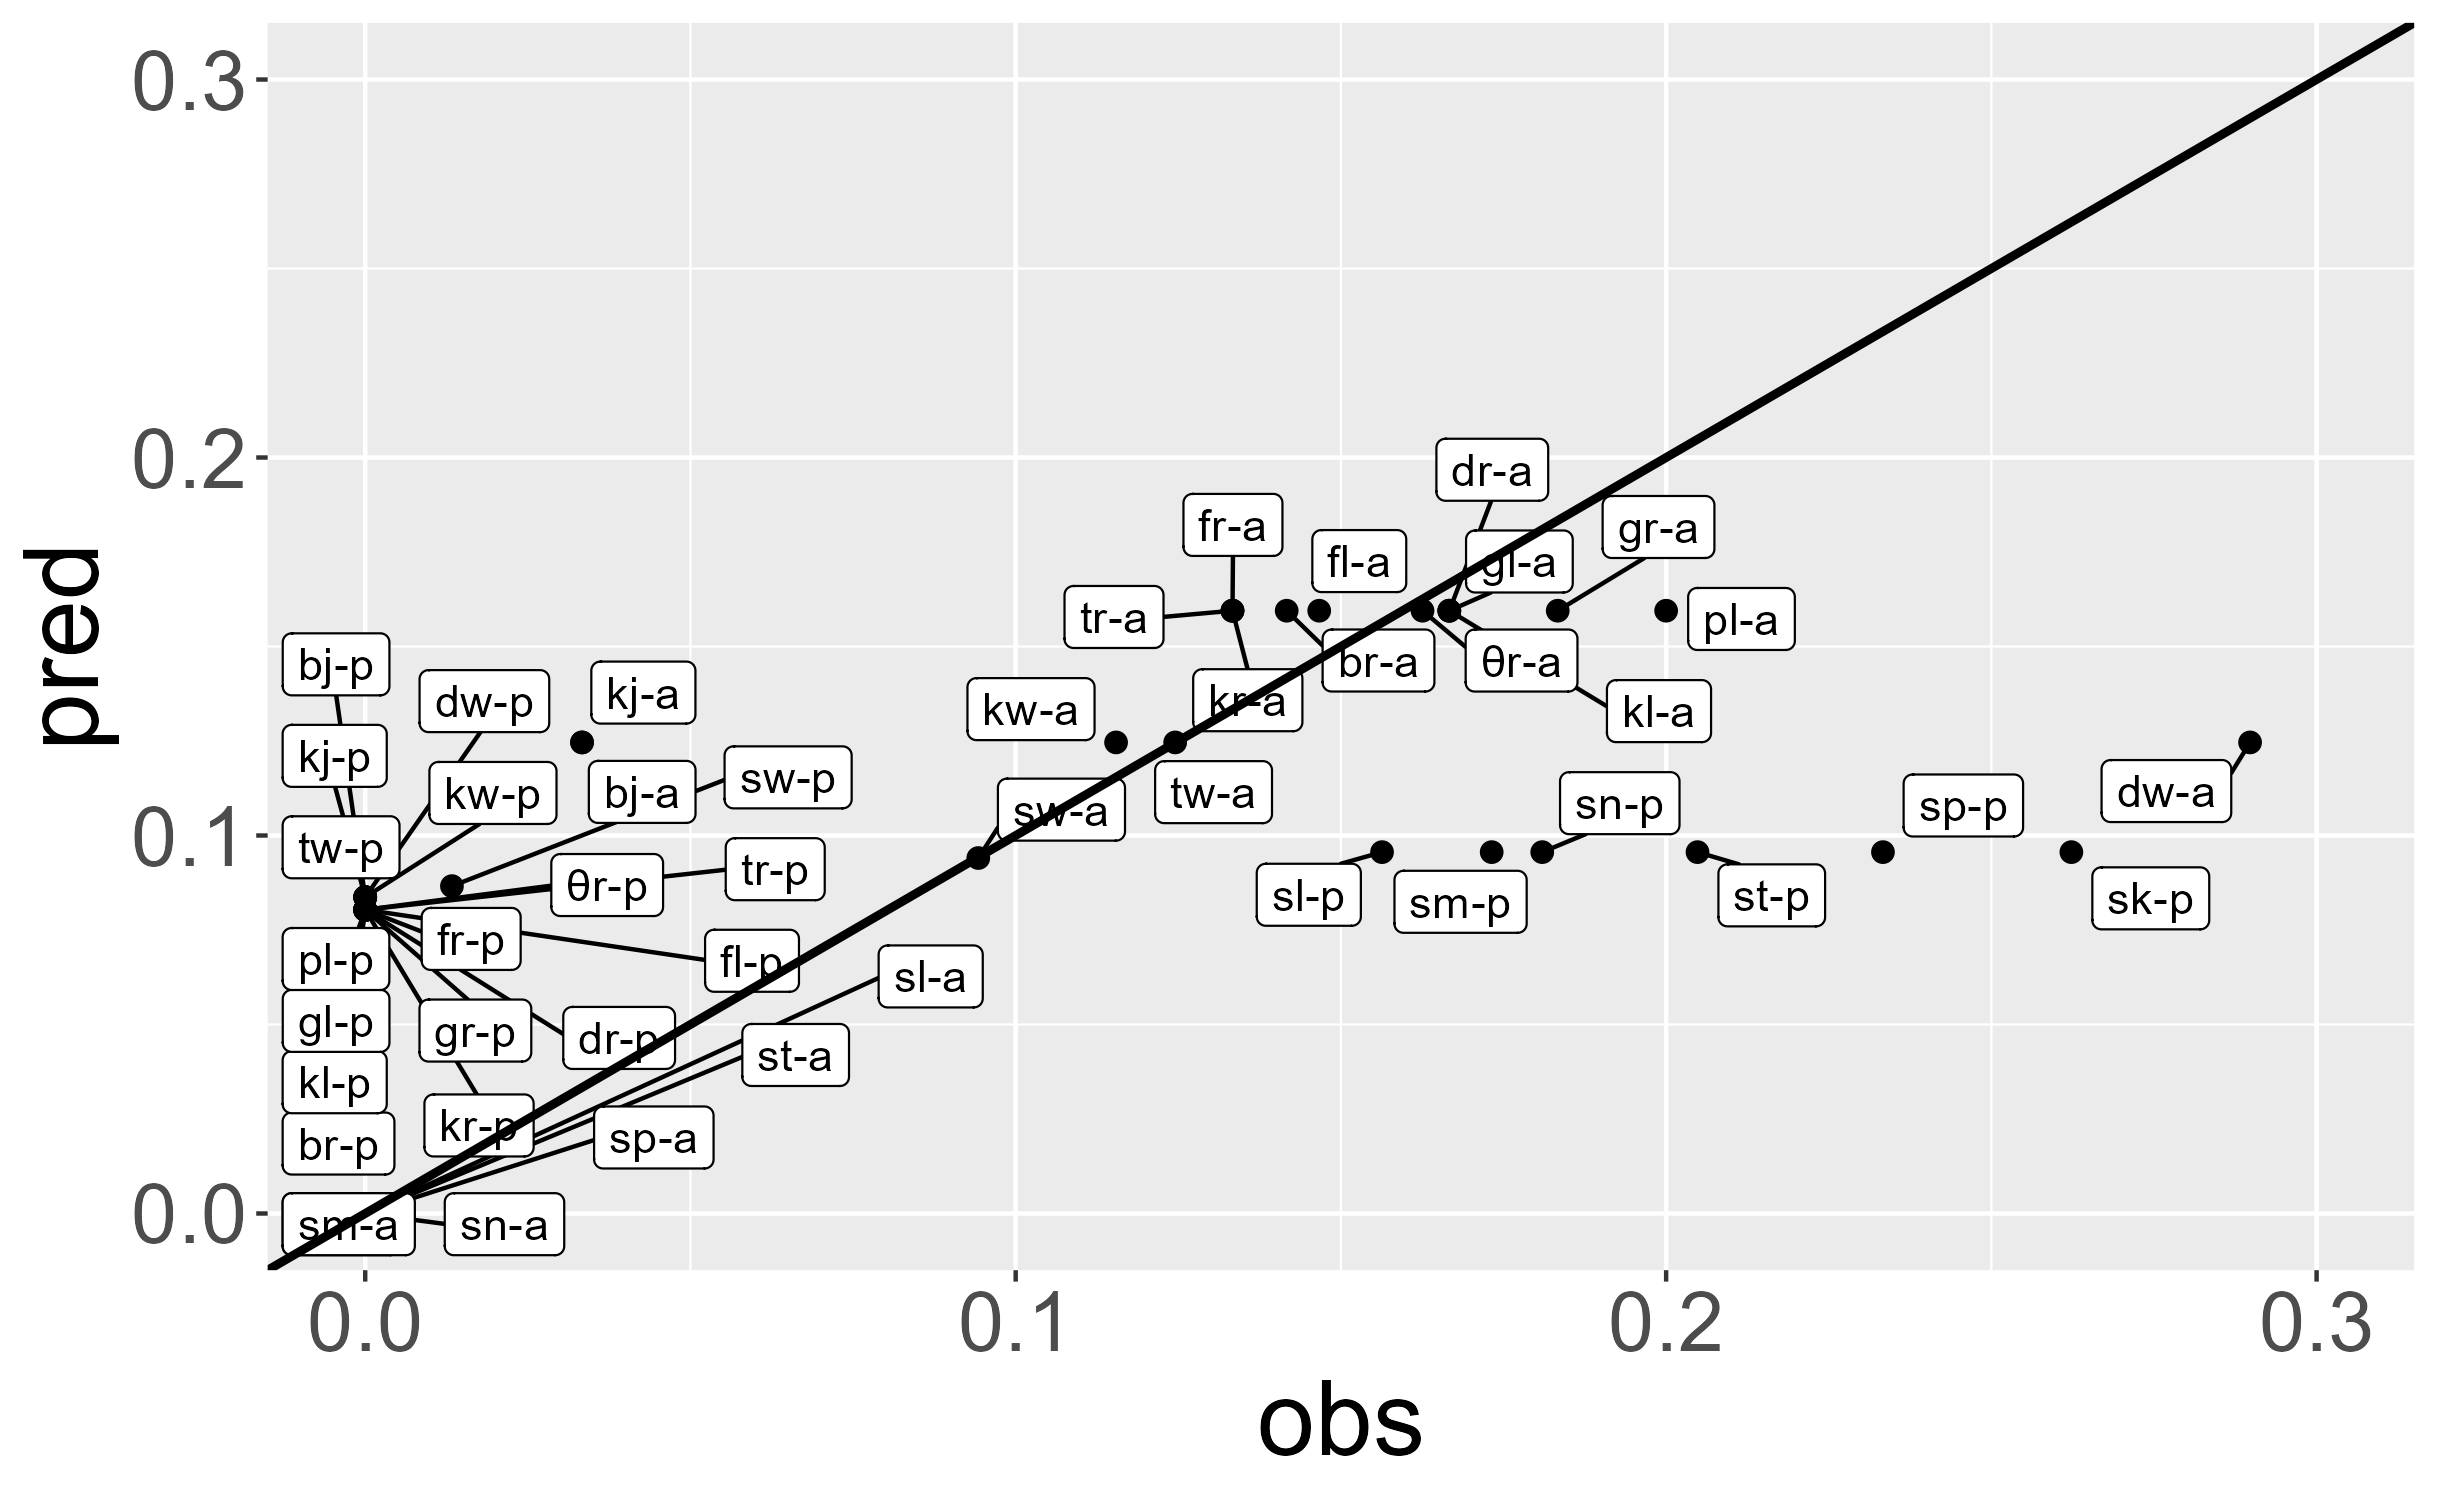 0.3
0.2
0.1
0.0
pred
dr-a
fr-a
gr-a
fl-a
gl-a
tr-a
pl-a
br-a
θr-a
bj-p
dw-p
kj-a
kw-a
kr-a
kl-a
kj-p
kw-p
bj-a
sw-p
sw-a
tw-a
sn-p
sp-p
dw-a
tw-p
θr-p
tr-p
sl-p
sm-p
st-p
sk-p
pl-p
fr-p
fl-p
sl-a
gl-p
gr-p
dr-p
st-a
kl-p
br-p
kr-p
sp-a
sm-a
sn-a
0.0
0.1
0.2
0.3
obs